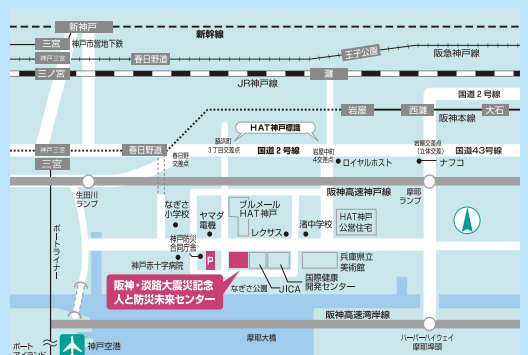 新神戸
新幹線
三宮
神戸市営地下鉄
神戸三宮
春日野道
王子公園
阪急神戸線
三ノ宮
灘
JR神戸線
国道2号線
岩屋
西灘
大石
阪神本線
HAT神戸標識
脇浜町
3丁目交差点
国道2号線
岩屋中町
4交差点
岩屋交差点
(立体交差)
国道43号線
神戸三宮
春日野道
春日野
交差点
ロイヤルホスト
ナフコ
三宮
生田川
ランプ
阪神高速神戸線
摩耶
ランプ
なぎさ
小学校
ヤマダ
電機
ブルメール
HAT神戸
渚中学校
HAT神戸
公営住宅
レクサス
神戸防災
合同庁舎
神戸赤十字病院
P
兵庫県立
美術館
国際健康
開発センター
JICA
なぎさ公園
阪神・淡路大震災記念
人と防災未来センター
ポートライナー
阪神高速湾岸線
ポート
アイランド
神戸空港
摩耶大橋
ハーバーハイウェイ
摩耶埠頭